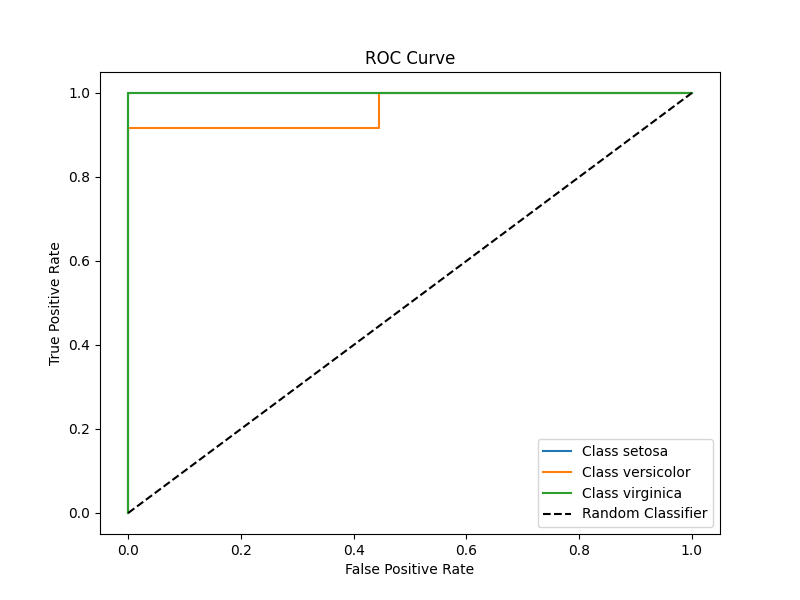 ROC Curve
True Positive Rate
1.0
0.8
0.6
0.4
0.2
0.0
0.0 0.2 0.4 0.6 0.8 1.0
False Positive Rate
Class setosa
Class versicolor
Class virginica
Random Classifier